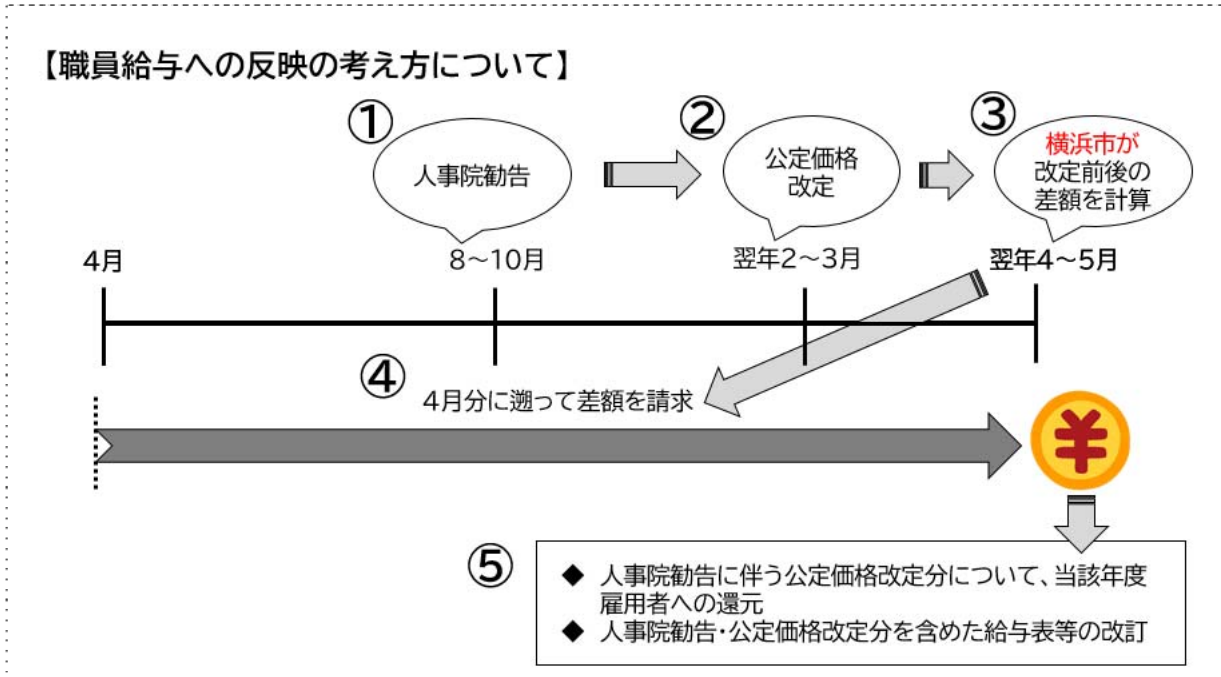 【職員給与への反映の考え方について】
①
人事院勧告
②
公定価格
改定
③
横浜市が
改定前後の
差額を計算
4月
8～10月
翌年2～3月
翌年4～5月
④
4月分に遡って差額を請求
¥
⑤
◆ 人事院勧告に伴う公定価格改定分について、当該年度
雇用者への還元
◆ 人事院勧告・公定価格改定分を含めた給与表等の改訂